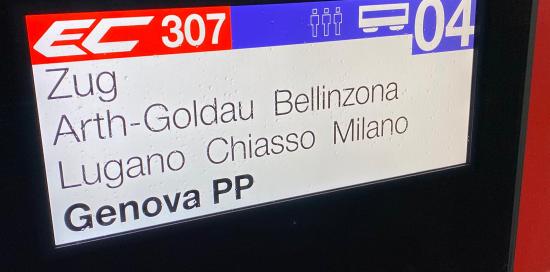 EC 307 04
Zug
Arth-Goldau Bellinzona
Lugano Chiasso Milano
Genova PP